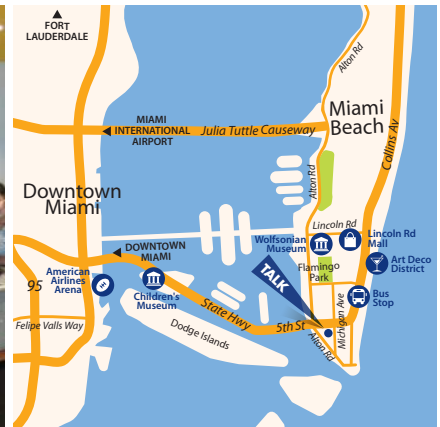 FORT
LAUDERDALE
Alton Rd
MIAMI
INTERNATIONAL
AIRPORT
Julia Tuttle Causeway
Miami
Beach
Collins Av
Alton Rd
Downtown
Miami
Lincoln Rd
Wolfsonian
Museum
Lincoln Rd
Mall
DOWNTOWN
MIAMI
Art Deco
District
TALK
Flamingo
Park
95
American
Airlines
Arena
Children's
Museum
Bus
Stop
State Hwy
5th St
Michigan Ave
Felipe Valls Way
Dodge Islands
Alton Rd